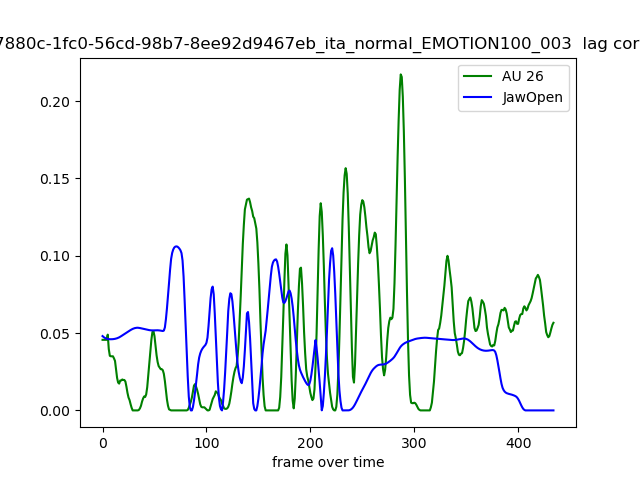 7880c-1fc0-56cd-98b7-8ee92d9467eb_ita_normal_EMOTION100_003 lag cor
AU 26
JawOpen
0.20
0.15
0.10
0.05
0.00
0 100 200 300 400
frame over time